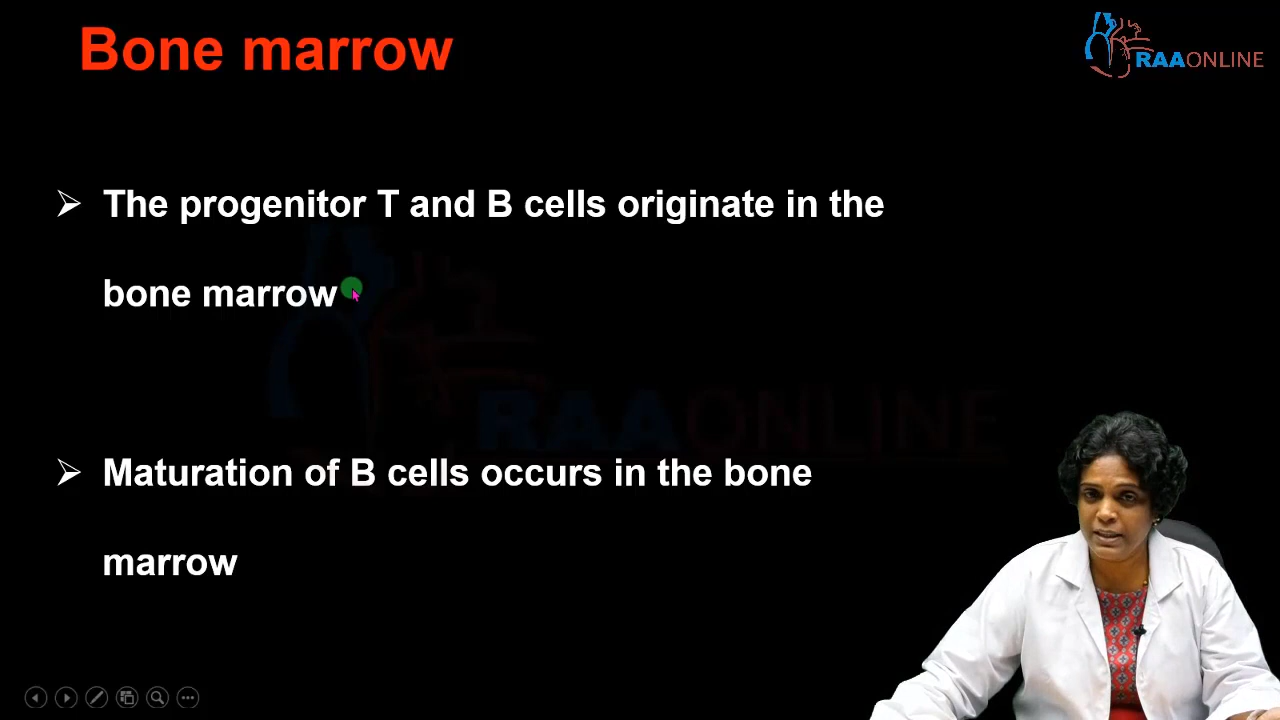 Bone marrow
RAAONLINE
➢ The progenitor T and B cells originate in the
bone marrow
RAAONLINE
➢ Maturation of B cells occurs in the bone
marrow